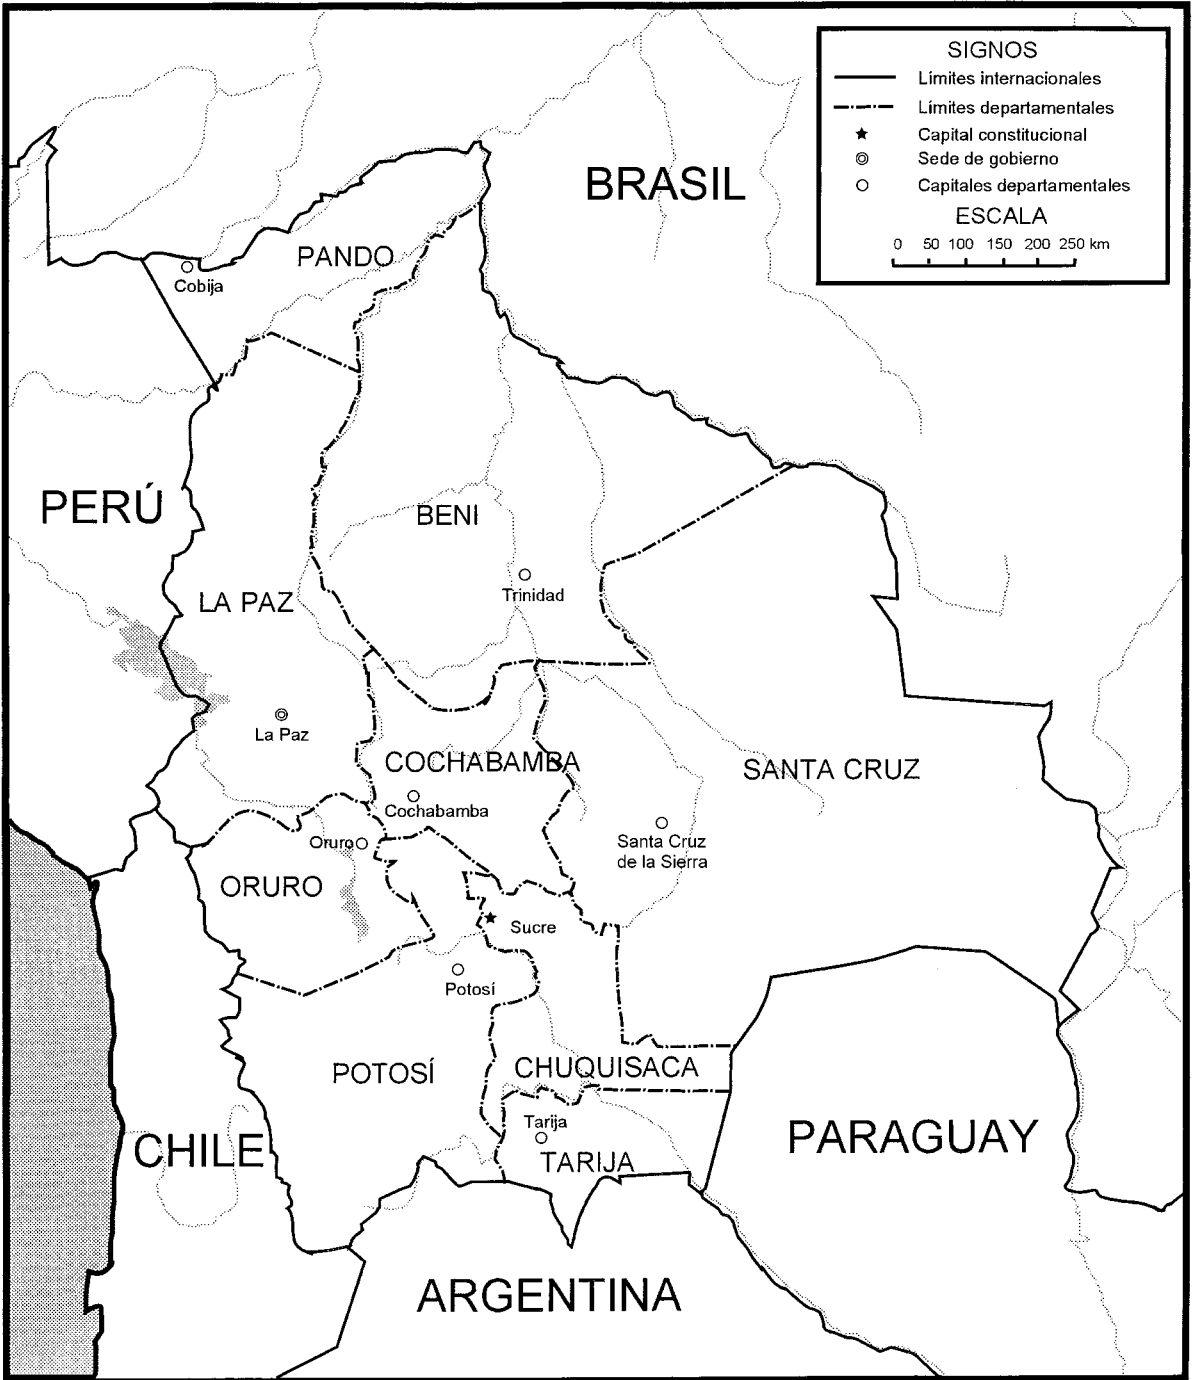 SIGNOS
Límites internacionales
Límites departamentales
Capital constitucional
Sede de gobierno
Capitales departamentales
ESCALA
0 50 100 150 200 250 km
BRASIL
PANDO
Cobija
PERÚ
BENI
Trinidad
LA PAZ
La Paz
COCHABAMBA
Cochabamba
SANTA CRUZ
Santa Cruz
de la Sierra
Oruro
ORURO
Sucre
Potosí
POTOSÍ
CHUQUISACA
Tarija
TARIJA
CHILE
PARAGUAY
ARGENTINA